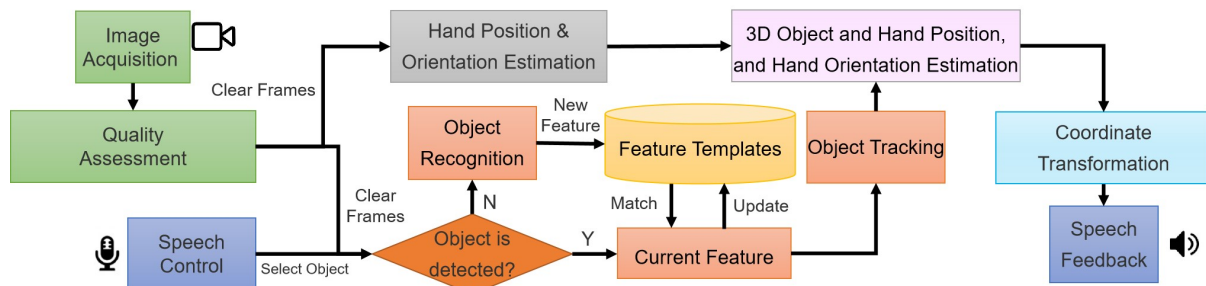 Image
Acquisition
Hand Position &
Orientation Estimation
3D Object and Hand Position,
and Hand Orientation Estimation
Clear Frames
Quality
Assessment
Object
Recognition
New
Feature
Feature Templates
Object Tracking
Coordinate
Transformation
Clear
Frames
N
Match
Update
Speech
Control
Select Object
Object is
detected?
Y
Current Feature
Speech
Feedback